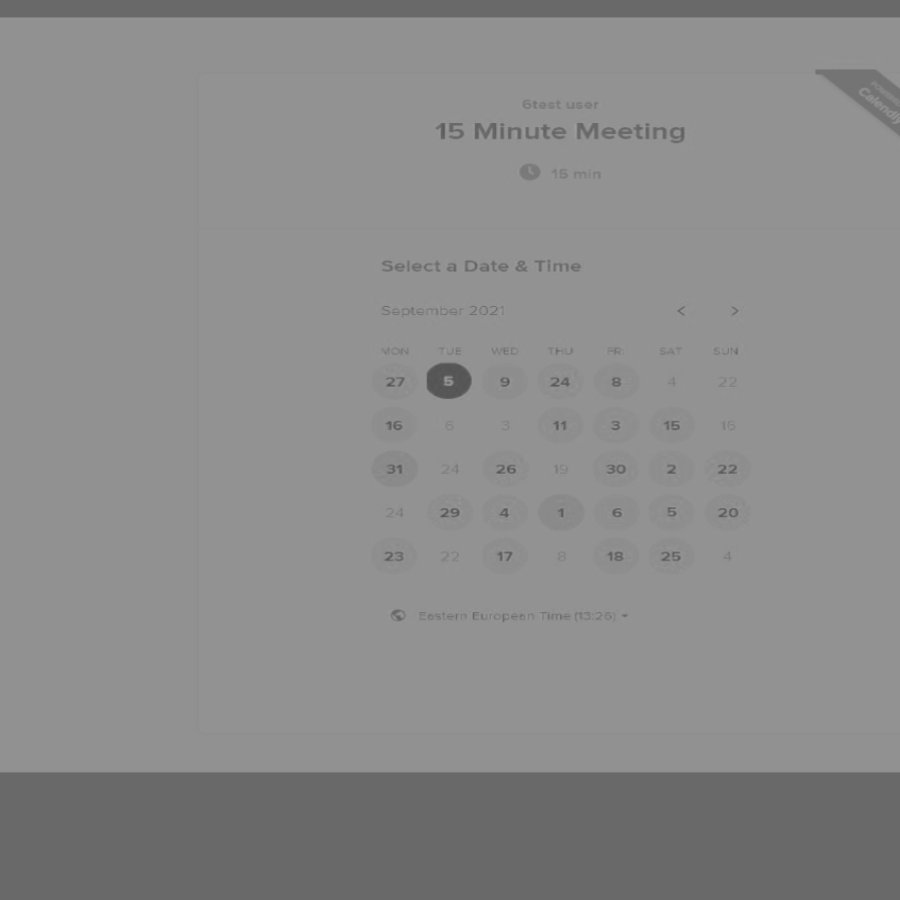 6test user
15 Minute Meeting
15 min
Calendly
Select a Date & Time
September 2021 < >
MON TUE WED THU FRI SAT SUN
27 5 9 24 8 4 22
16 6 3 11 3 15 16
31 24 26 19 30 2 22
24 29 4 1 6 5 20
23 22 17 8 18 25 4
Eastern European Time (13:26)